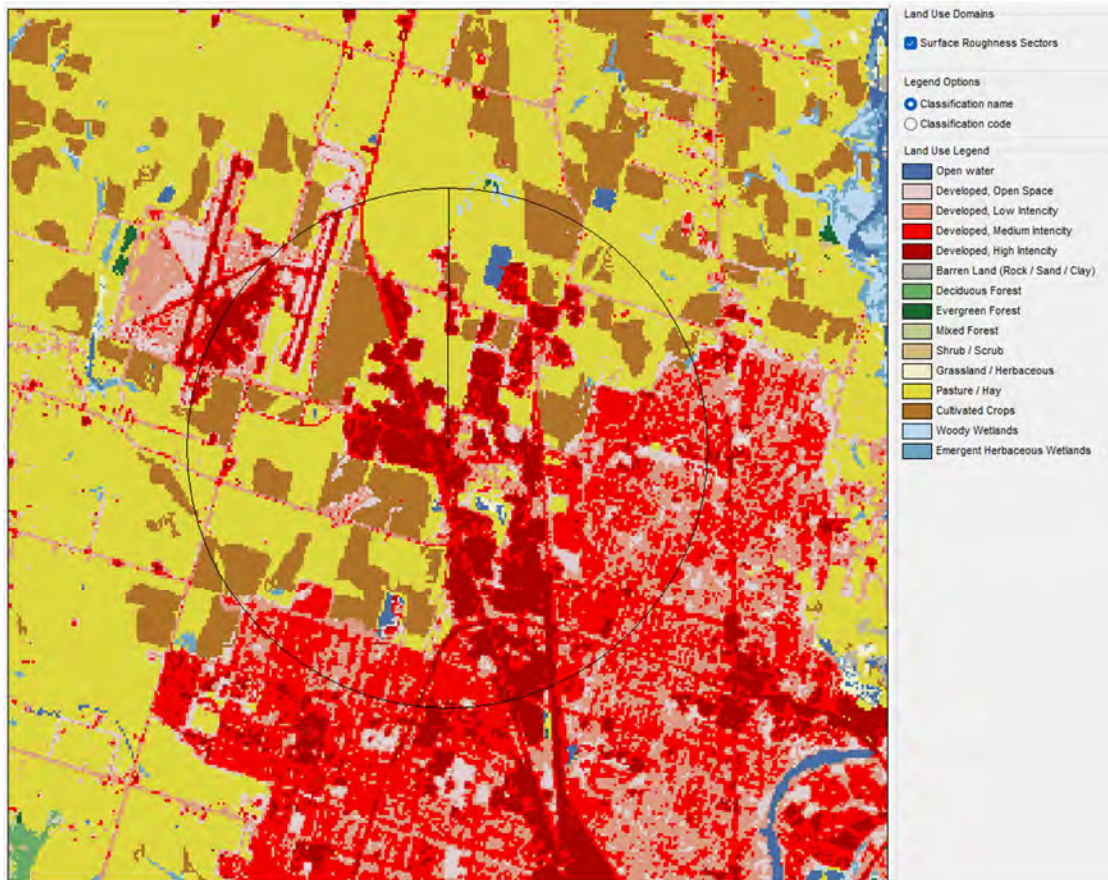 Land Use Domains
Surface Roughness Sectors
Legend Options
Classification name
Classification code
Land Use Legend
Open water
Developed, Open Space
Developed, Low Intencity
Developed, Medium Intencity
Developed, High Intencity
Barren Land (Rock / Sand / Clay)
Deciduous Forest
Evergreen Forest
Mixed Forest
Shrub / Scrub
Grassland / Herbaceous
Pasture / Hay
Cultivated Crops
Woody Wetlands
Emergent Herbaceous Wetlands